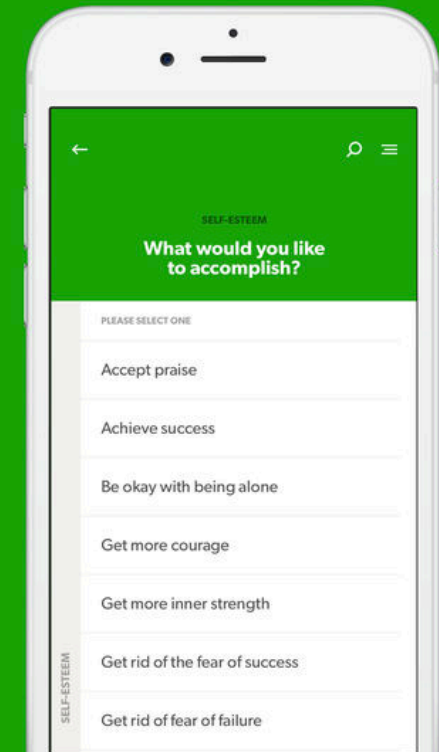 SELF-ESTEEM
What would you like
to accomplish?
PLEASE SELECT ONE
Accept praise
Achieve success
Be okay with being alone
Get more courage
Get more inner strength
Get rid of the fear of success
Get rid of fear of failure
SELF-ESTEEM